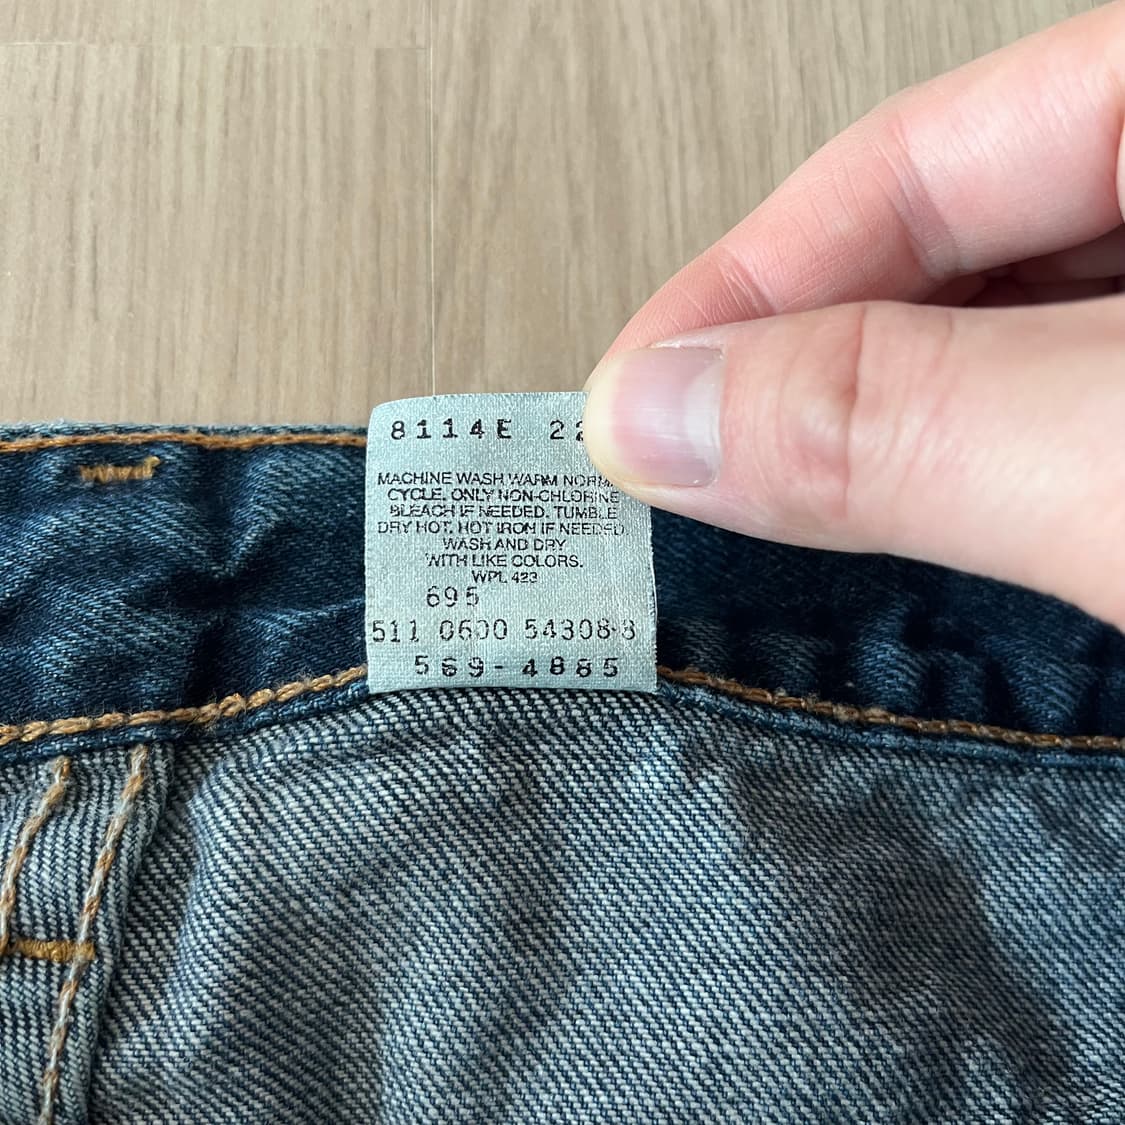 8114E 22
MACHINE WASH WARM NORM
CYCLE. ONLY NON-CHLORINE
BLEACH IF NEEDED. TUMBLE
DRY HOT. HOT IRON IF NEEDED.
WASH AND DRY
WITH LIKE COLORS.
WPL 423
695
511 0600 54308-8
569-4885